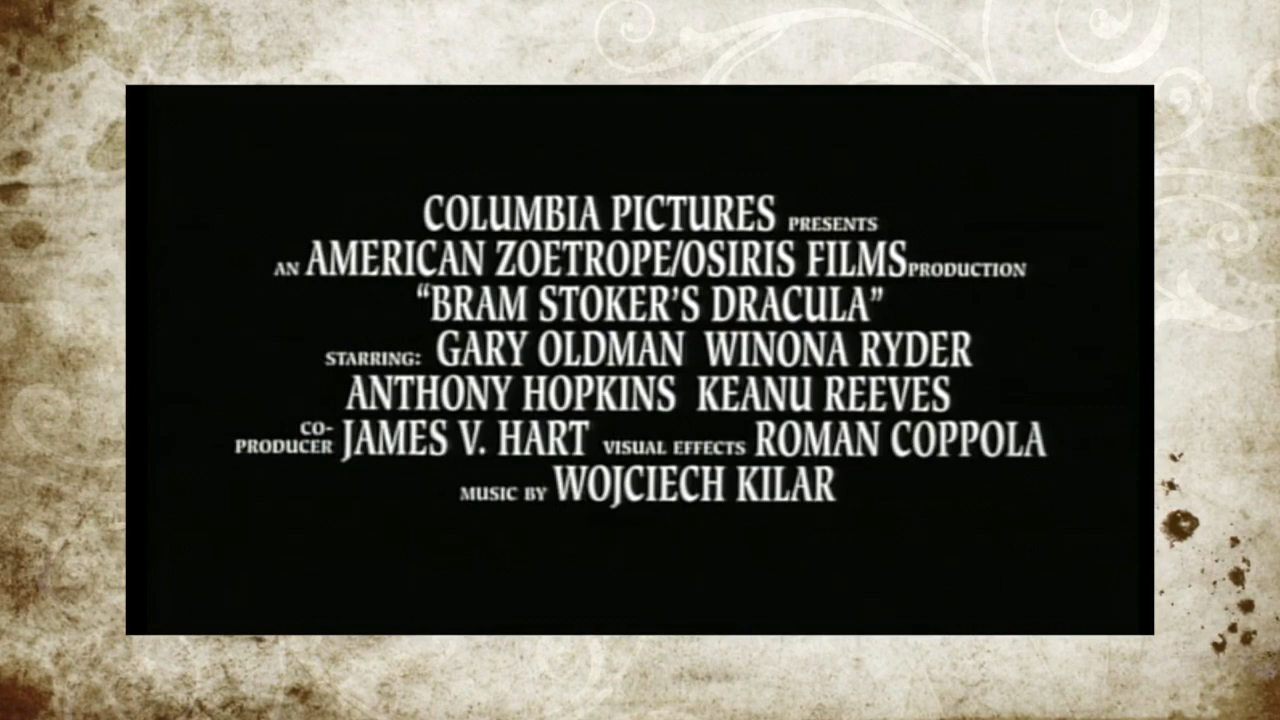 COLUMBIA PICTURES PRESENTS
AN AMERICAN ZOETROPE/OSIRIS FILMS PRODUCTION
“BRAM STOKER’S DRACULA”
STARRING: GARY OLDMAN WINONA RYDER
ANTHONY HOPKINS KEANU REEVES
CO-PRODUCER JAMES V. HART VISUAL EFFECTS ROMAN COPPOLA
MUSIC BY WOJCIECH KILAR